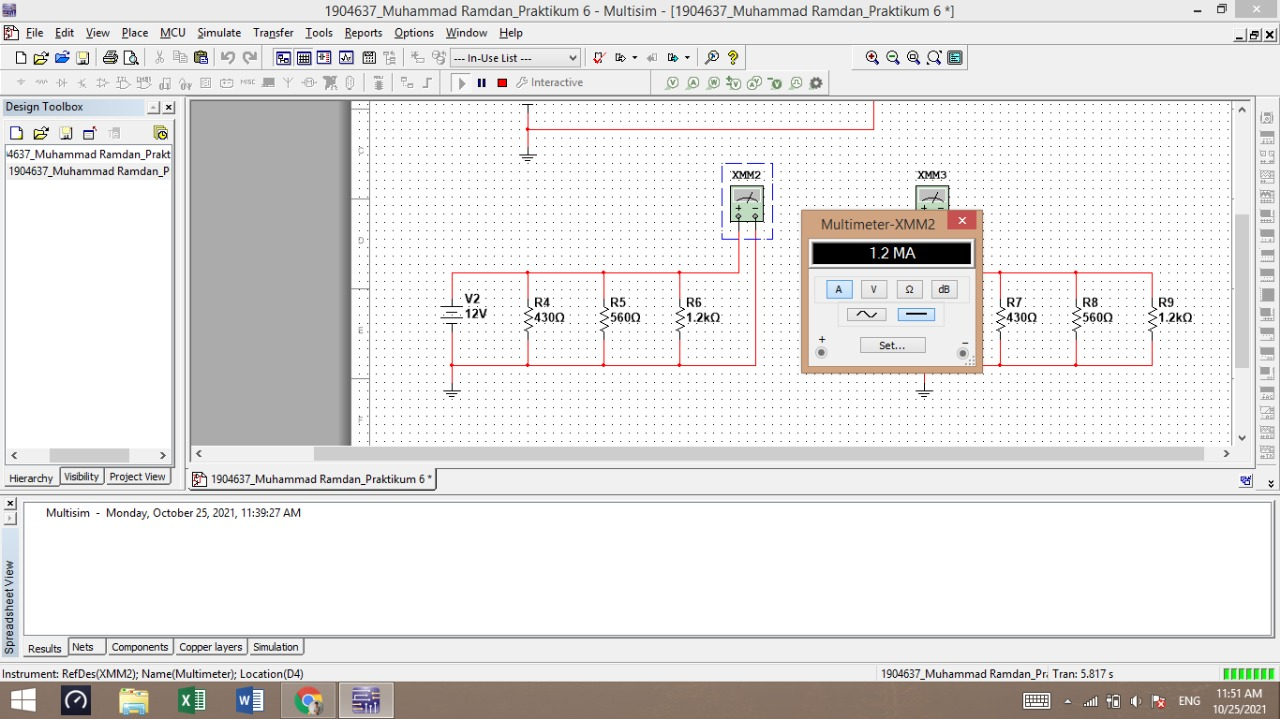 1904637_Muhammad Ramdan_Praktikum 6 - Multisim - [1904637_Muhammad Ramdan_Praktikum 6 *]
File Edit View Place MCU Simulate Transfer Tools Reports Options Window Help
--- In-Use List ---
MISC Interactive
Design Toolbox
4637_Muhammad Ramdan_Prakt
1904637_Muhammad Ramdan_P
Hierarchy Visibility Project View
C
D
E
F
XMM2
XMM3
Multimeter-XMM2
1.2 MA
A V Ω dB
Set...
+ −
V2
12V
R4
430Ω
R5
560Ω
R6
1.2kΩ
R7
430Ω
R8
560Ω
R9
1.2kΩ
1904637_Muhammad Ramdan_Praktikum 6 *
Multisim - Monday, October 25, 2021, 11:39:27 AM
Spreadsheet View
Results Nets Components Copper layers Simulation
Instrument: RefDes(XMM2); Name(Multimeter); Location(D4)
1904637_Muhammad Ramdan_Pr Tran: 5.817 s
ENG
11:51 AM
10/25/2021